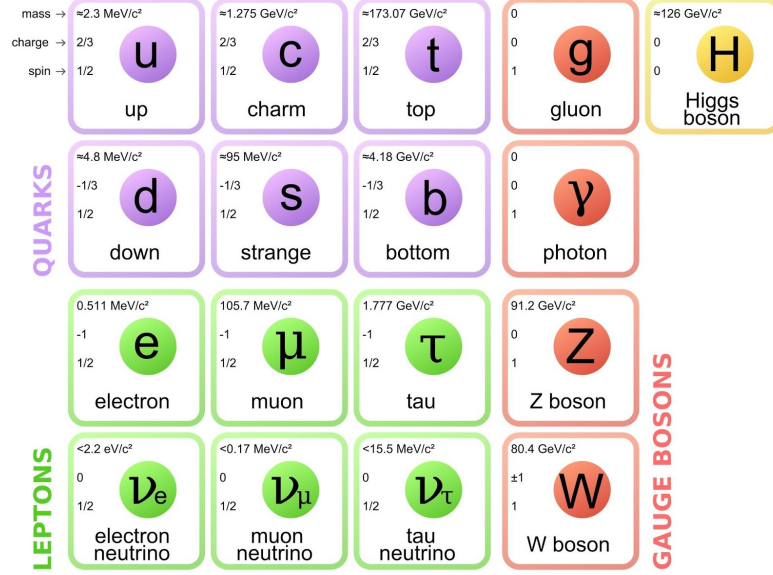 mass →
charge →
spin →
≈2.3 MeV/c²
2/3
1/2
u
up
≈1.275 GeV/c²
2/3
1/2
c
charm
≈173.07 GeV/c²
2/3
1/2
t
top
0
0
1
g
gluon
≈126 GeV/c²
0
0
H
Higgs
boson
QUARKS
≈4.8 MeV/c²
-1/3
1/2
d
down
≈95 MeV/c²
-1/3
1/2
s
strange
≈4.18 GeV/c²
-1/3
1/2
b
bottom
0
0
1
γ
photon
0.511 MeV/c²
-1
1/2
e
electron
105.7 MeV/c²
-1
1/2
μ
muon
1.777 GeV/c²
-1
1/2
τ
tau
91.2 GeV/c²
0
1
Z
Z boson
GAUGE BOSONS
LEPTONS
<2.2 eV/c²
0
1/2
νe
electron
neutrino
<0.17 MeV/c²
0
1/2
νμ
muon
neutrino
<15.5 MeV/c²
0
1/2
ντ
tau
neutrino
80.4 GeV/c²
±1
1
W
W boson